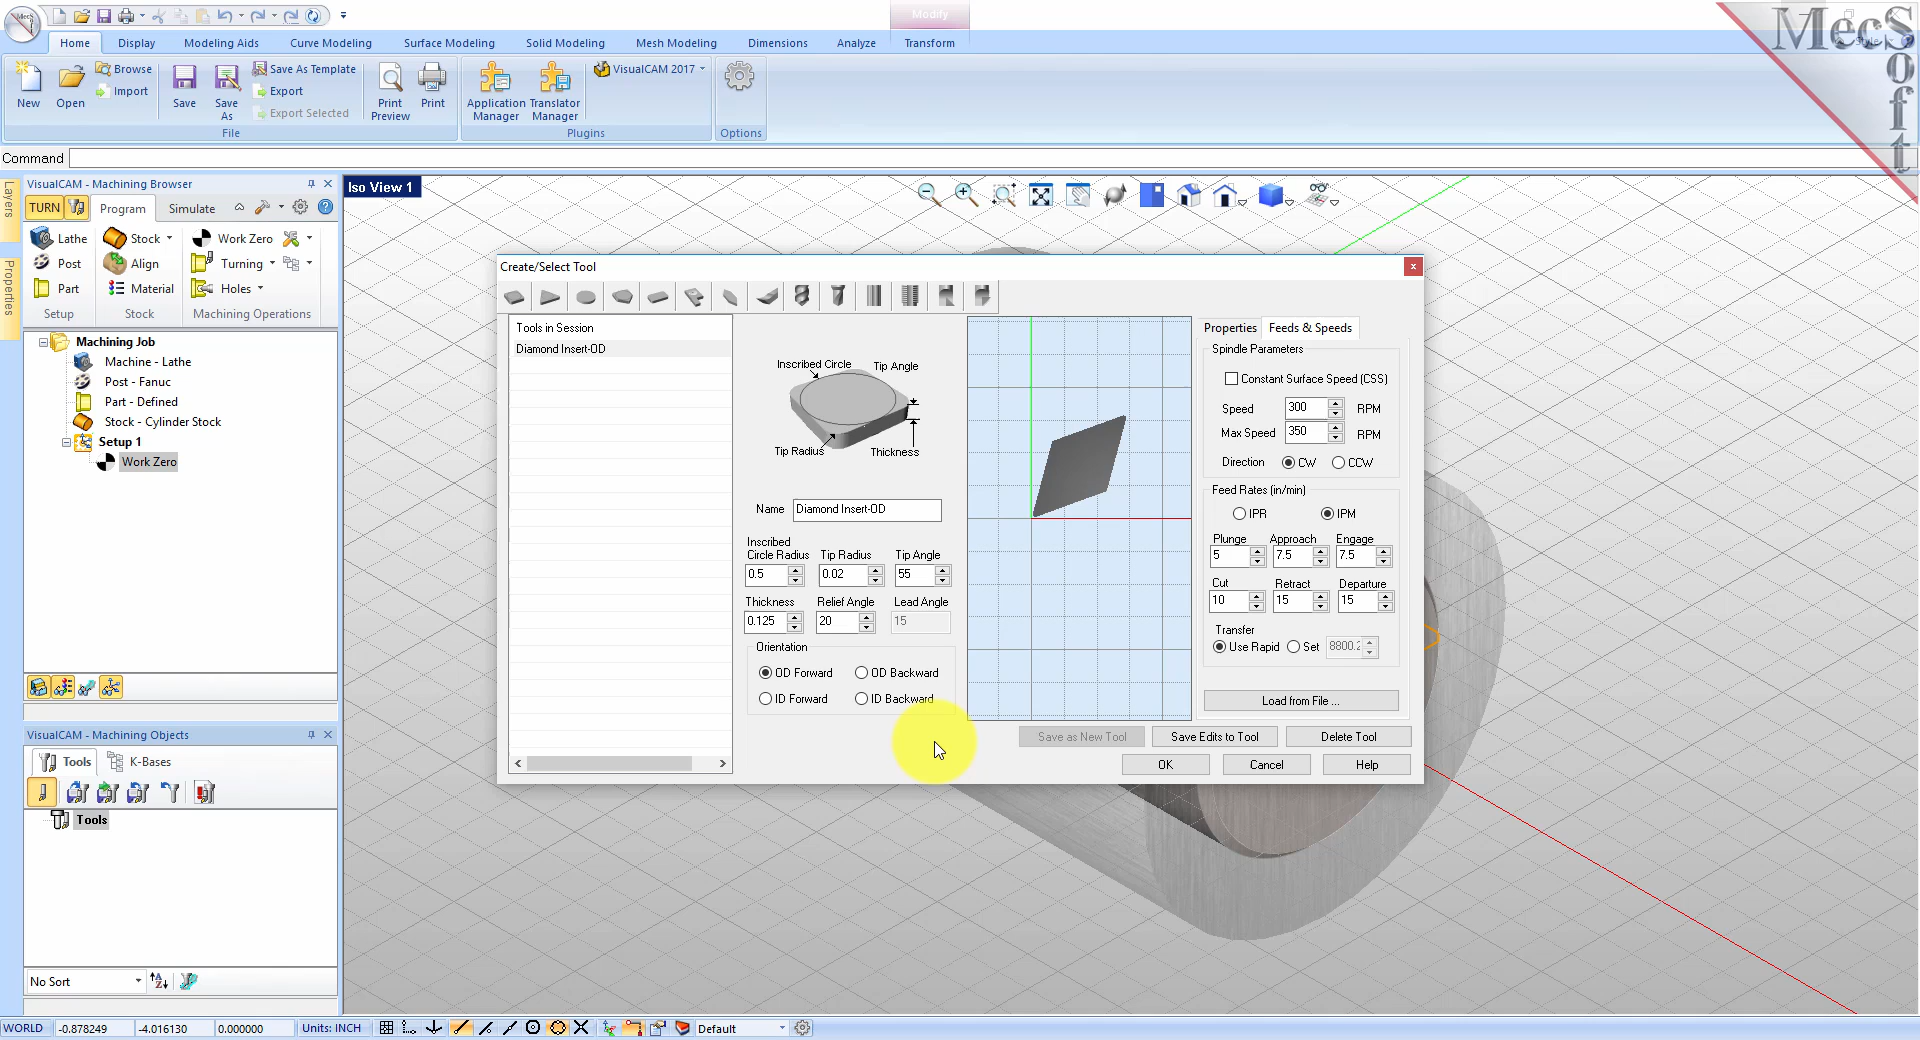 MecSoft
Modify
Home Display Modeling Aids Curve Modeling Surface Modeling Solid Modeling Mesh Modeling Dimensions Analyze Transform
New
Open
Browse
Import
Save
Save As
Save As Template
Export
Export Selected
Print Preview
Print
Application Manager
Translator Manager
VisualCAM 2017
File
Plugins
Options
Command
Layers
Properties
VisualCAM - Machining Browser
TURN Program Simulate
Lathe Stock Work Zero
Post Align Turning
Part Material Holes
Setup Stock Machining Operations
Machining Job
Machine - Lathe
Post - Fanuc
Part - Defined
Stock - Cylinder Stock
Setup 1
Work Zero
VisualCAM - Machining Objects
Tools K-Bases
Tools
No Sort
Iso View 1
Create/Select Tool
Tools in Session
Diamond Insert-OD
Inscribed Circle Tip Angle
Tip Radius Thickness
Name Diamond Insert-OD
Inscribed
Circle Radius Tip Radius Tip Angle
0.5 0.02 55
Thickness Relief Angle Lead Angle
0.125 20 15
Orientation
OD Forward OD Backward
ID Forward ID Backward
Properties Feeds & Speeds
Spindle Parameters
Constant Surface Speed (CSS)
Speed 300 RPM
Max Speed 350 RPM
Direction CW CCW
Feed Rates (in/min)
IPR IPM
Plunge Approach Engage
5 7.5 7.5
Cut Retract Departure
10 15 15
Transfer
Use Rapid Set 8800.2
Load from File ...
Save as New Tool Save Edits to Tool Delete Tool
OK Cancel Help
WORLD -0.878249 -4.016130 0.000000 Units: INCH Default